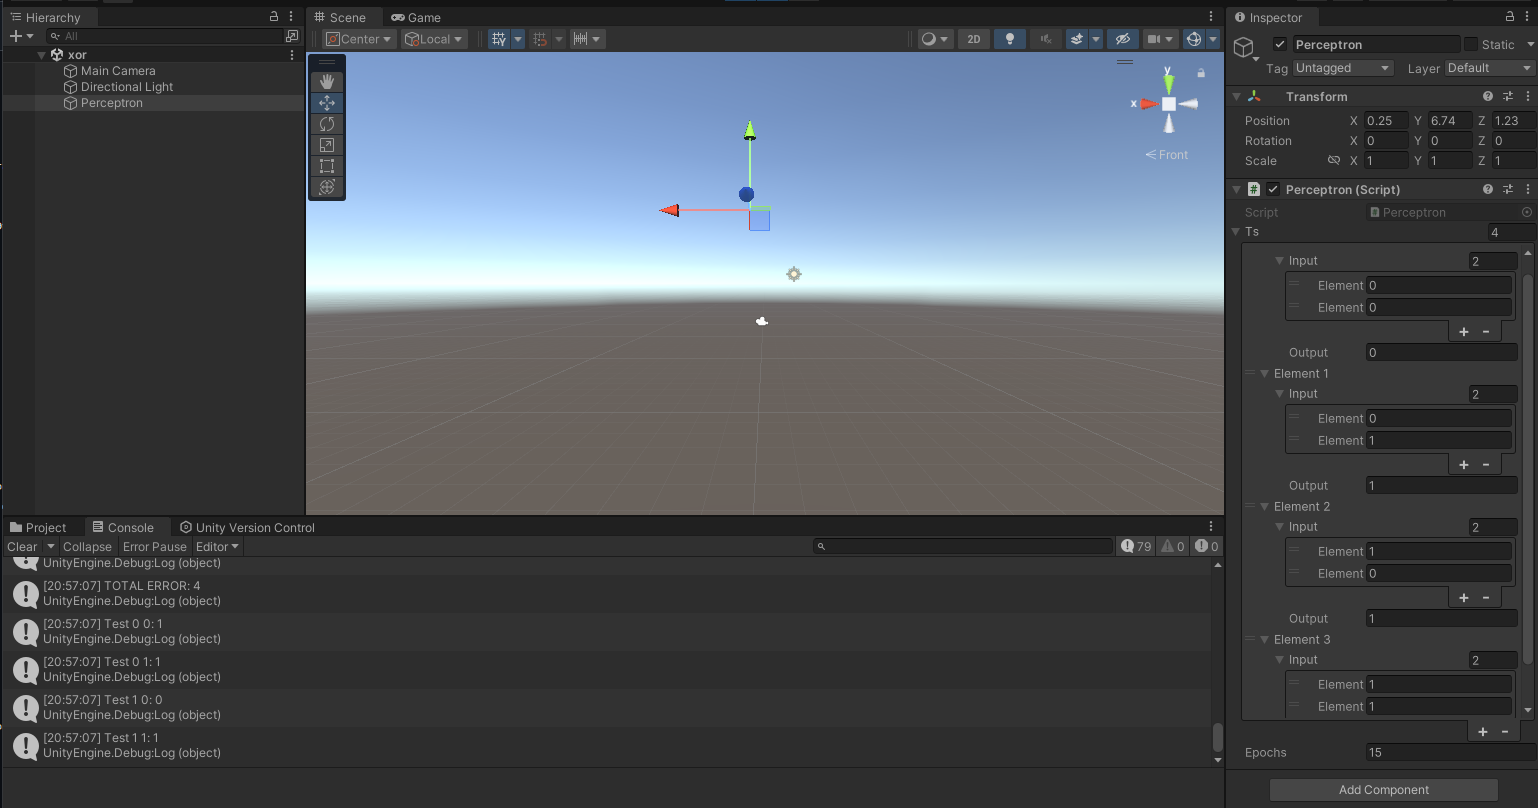 Hierarchy
All
xor
Main Camera
Directional Light
Perceptron
Scene
Game
Center
Local
2D
y
x
Front
Project
Console
Unity Version Control
Clear
Collapse
Error Pause
Editor
79
0
0
UnityEngine.Debug:Log (object)
[20:57:07] TOTAL ERROR: 4
UnityEngine.Debug:Log (object)
[20:57:07] Test 0 0: 1
UnityEngine.Debug:Log (object)
[20:57:07] Test 0 1: 1
UnityEngine.Debug:Log (object)
[20:57:07] Test 1 0: 0
UnityEngine.Debug:Log (object)
[20:57:07] Test 1 1: 1
UnityEngine.Debug:Log (object)
Inspector
Perceptron
Static
Tag Untagged Layer Default
Transform
Position X 0.25 Y 6.74 Z 1.23
Rotation X 0 Y 0 Z 0
Scale X 1 Y 1 Z 1
# Perceptron (Script)
Script Perceptron
Ts 4
Input 2
Element 0
Element 0
+ -
Output 0
Element 1
Input 2
Element 0
Element 1
+ -
Output 1
Element 2
Input 2
Element 1
Element 0
+ -
Output 1
Element 3
Input 2
Element 1
Element 1
+ -
Epochs 15
Add Component